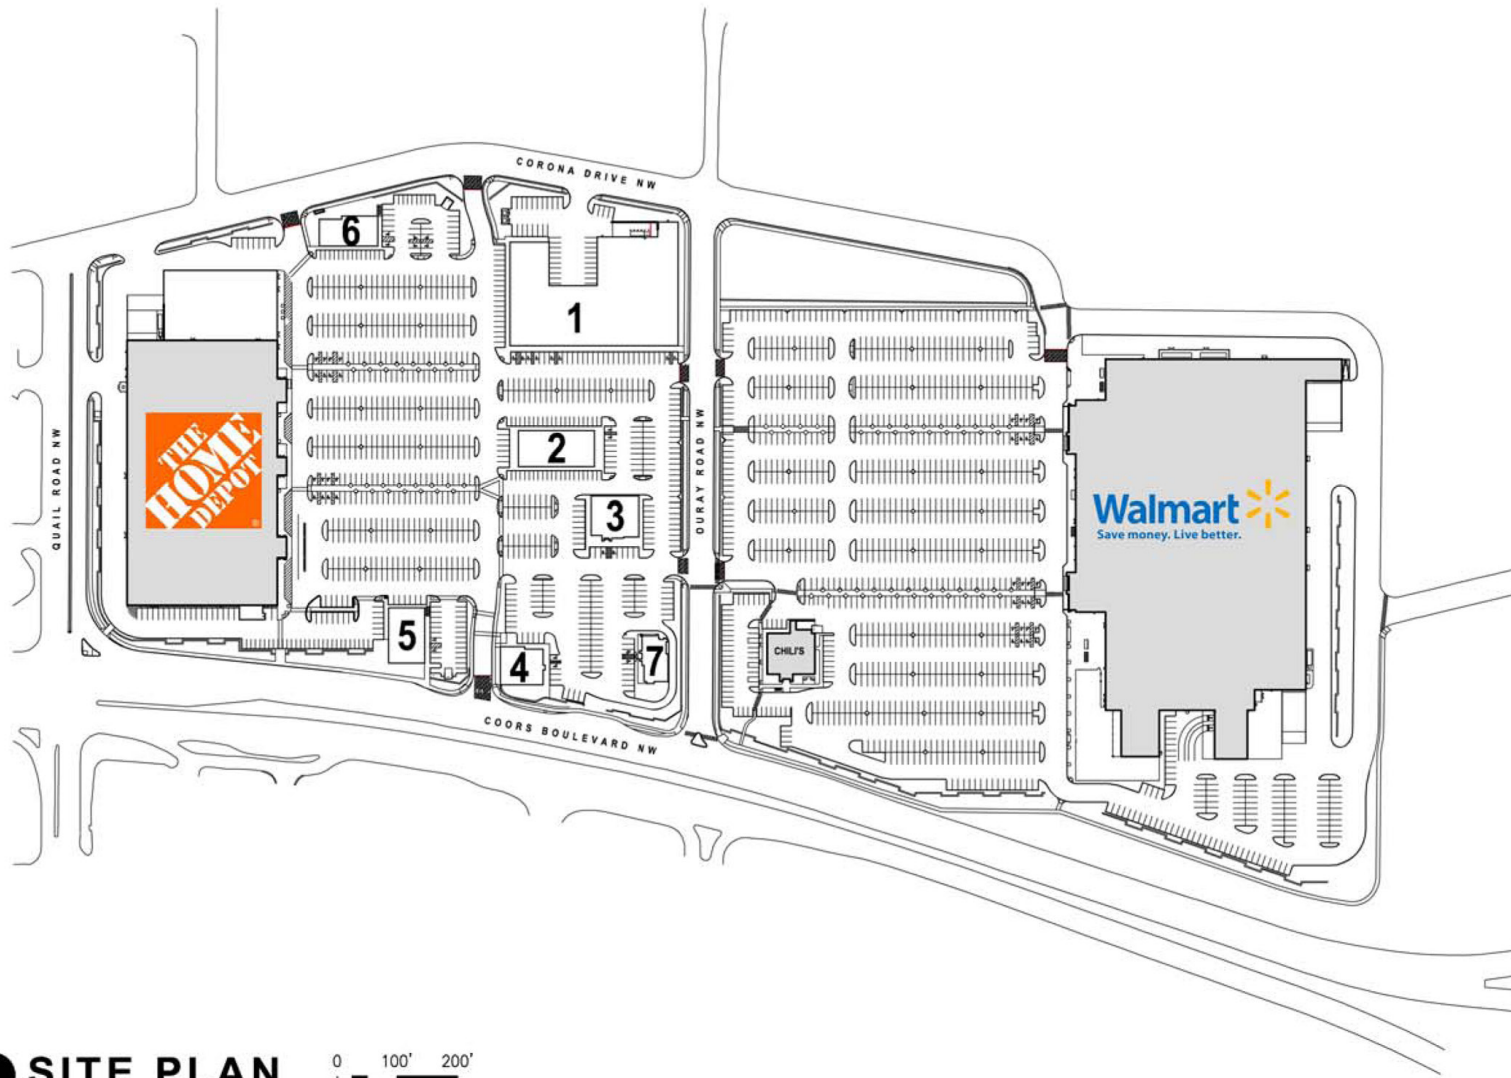 CORONA DRIVE NW
6
1
THE
HOME
DEPOT
®
QUAIL ROAD NW
2
3
OURAY ROAD NW
Walmart
Save money. Live better.
5
4
7
CHILI'S
COORS BOULEVARD NW
SITE PLAN
0 100' 200'